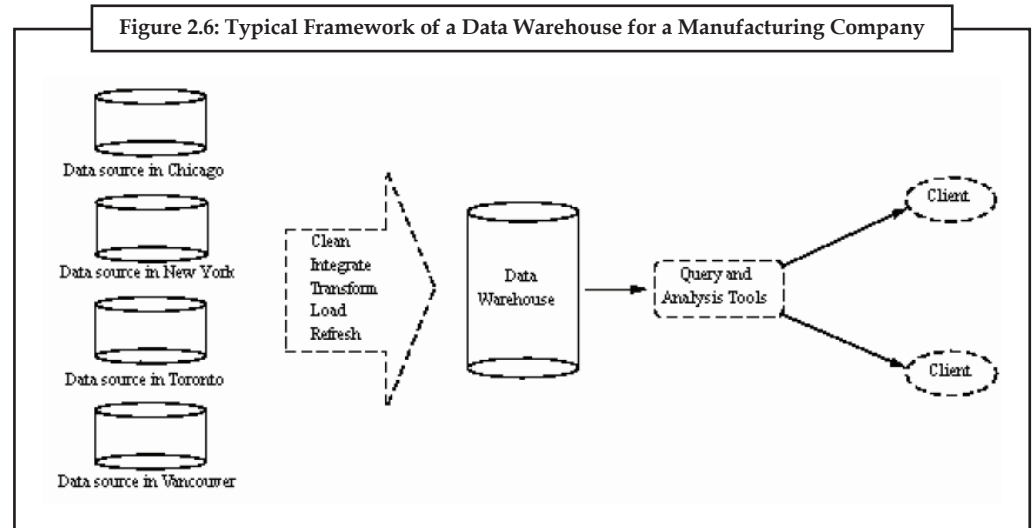 Figure 2.6: Typical Framework of a Data Warehouse for a Manufacturing Company
Data source in Chicago
Data source in New York
Data source in Toronto
Data source in Vancouver
Clean
Integrate
Transform
Load
Refresh
Data
Warehouse
Query and
Analysis Tools
Client
Client